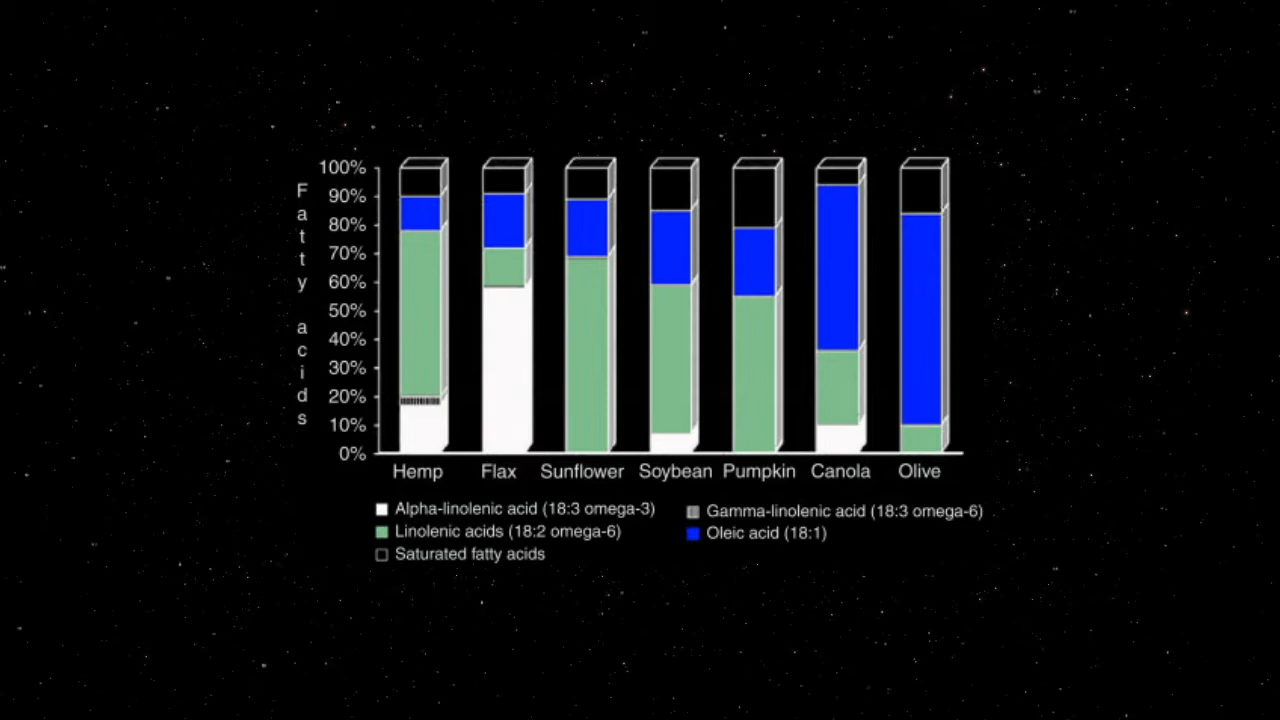 Fatty acids
100%
90%
80%
70%
60%
50%
40%
30%
20%
10%
0%
Hemp Flax Sunflower Soybean Pumpkin Canola Olive
Alpha-linolenic acid (18:3 omega-3) Gamma-linolenic acid (18:3 omega-6)
Linolenic acids (18:2 omega-6) Oleic acid (18:1)
Saturated fatty acids